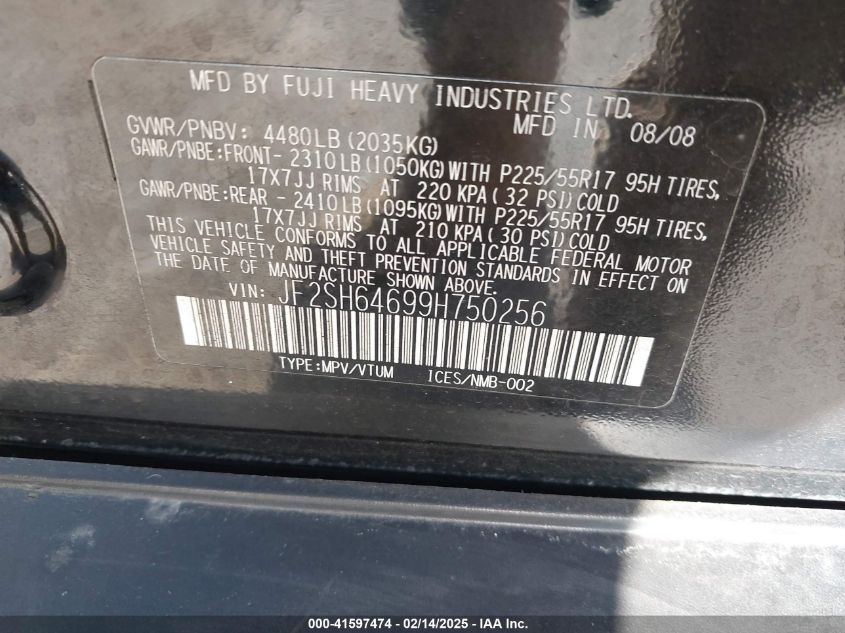 MFD BY FUJI HEAVY INDUSTRIES LTD.
MFD IN 08/08
GVWR/PNBV: 4480LB(2035KG)
GAWR/PNBE:FRONT- 2310LB(1050KG)WITH P225/55R17 95H TIRES,
17X7JJ RIMS AT 220 KPA( 32 PSI)COLD
GAWR/PNBE:REAR - 2410LB(1095KG)WITH P225/55R17 95H TIRES,
17X7JJ RIMS AT 210 KPA( 30 PSI)COLD
THIS VEHICLE CONFORMS TO ALL APPLICABLE FEDERAL MOTOR
VEHICLE SAFETY AND THEFT PREVENTION STANDARDS IN EFFECT ON
THE DATE OF MANUFACTURE SHOWN ABOVE.
VIN: JF2SH64699H750256
TYPE:MPV/VTUM ICES/NMB-002
000-41597474 - 02/14/2025 - IAA Inc.